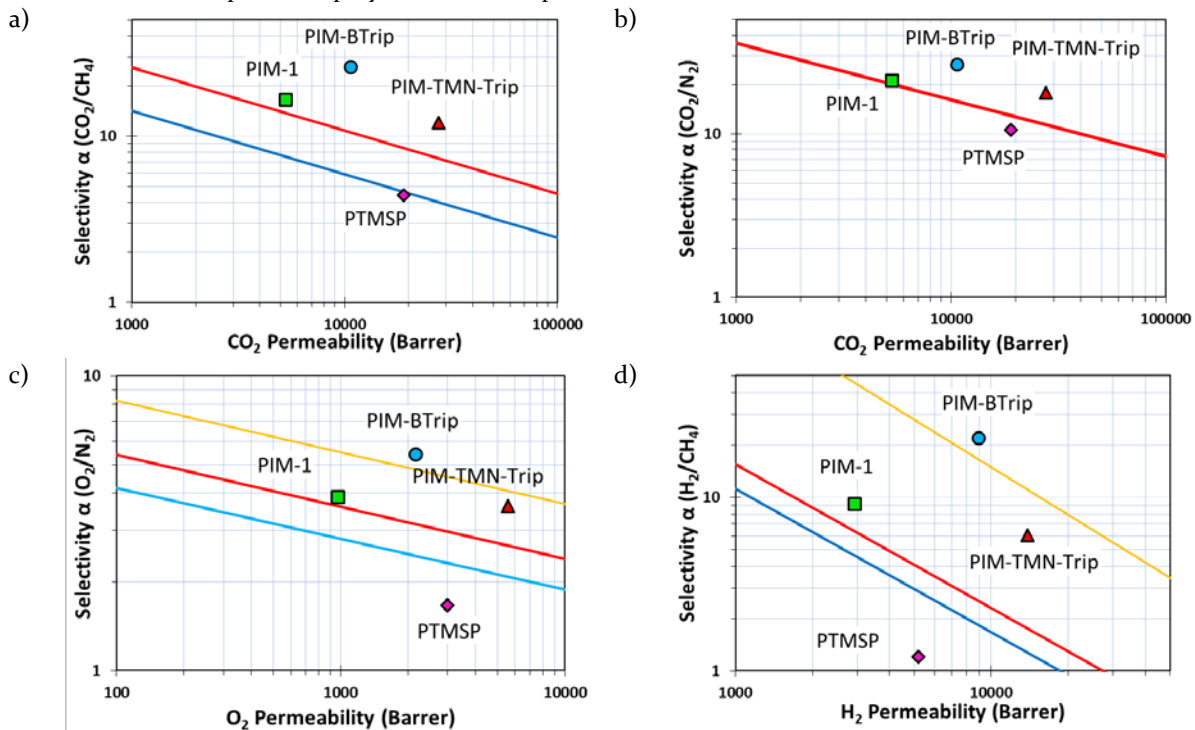 a)
Selectivity α (CO₂/CH₄)
10
1
PIM-BTrip
PIM-1
PIM-TMN-Trip
PTMSP
1000 10000 100000
CO₂ Permeability (Barrer)
b)
Selectivity α (CO₂/N₂)
10
1
PIM-BTrip
PIM-TMN-Trip
PIM-1
PTMSP
1000 10000 100000
CO₂ Permeability (Barrer)
c)
Selectivity α (O₂/N₂)
10
1
PIM-BTrip
PIM-1
PIM-TMN-Trip
PTMSP
100 1000 10000
O₂ Permeability (Barrer)
d)
Selectivity α (H₂/CH₄)
10
1
PIM-BTrip
PIM-1
PIM-TMN-Trip
PTMSP
1000 10000
H₂ Permeability (Barrer)